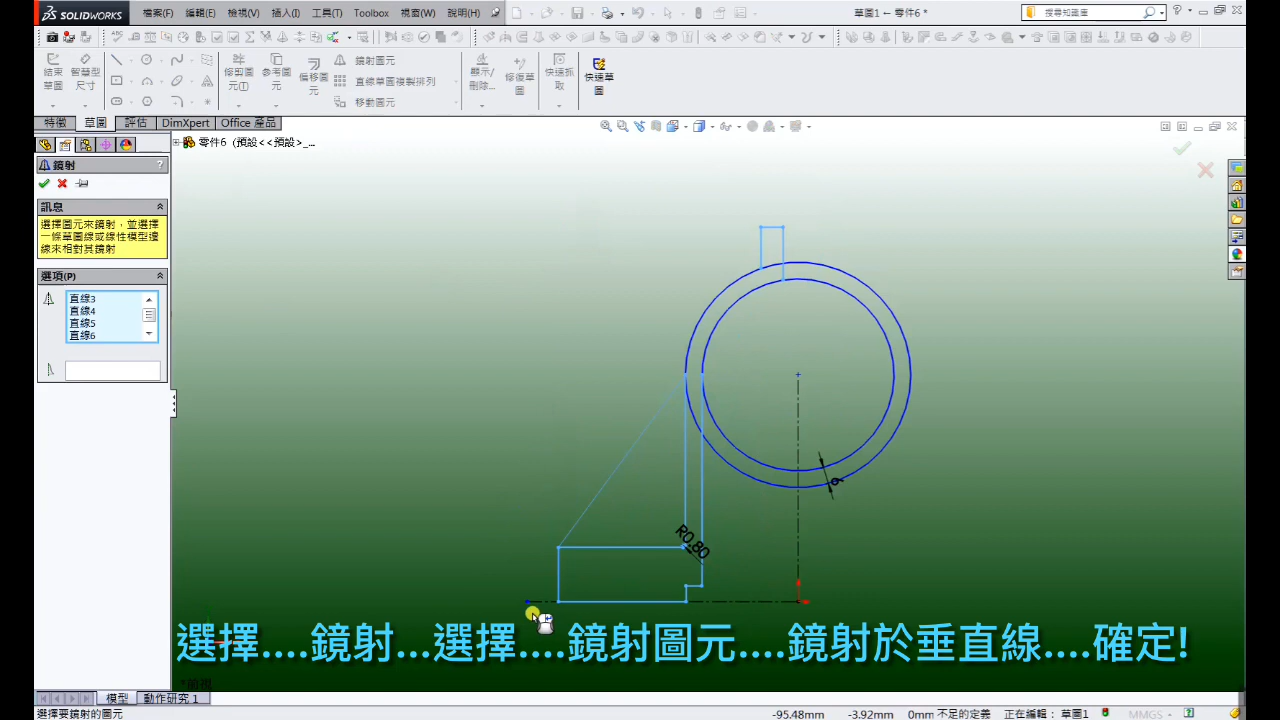 SOLIDWORKS 檔案(F) 編輯(E) 檢視(V) 插入(I) 工具(T) Toolbox 視窗(W) 說明(H) 草圖1 ← 零件6 * 搜尋知識庫
結束草圖 智慧型尺寸 修剪圖元(I) 參考圖元 偏移圖元 鏡射圖元 直線草圖複製排列 移動圖元 顯示/刪除... 修復草圖 快速抓取 快速草圖
特徵 草圖 評估 DimXpert Office 產品
零件6 (預設<<預設>_...
鏡射 ?
訊息
選擇圖元來鏡射，並選擇
一條草圖線或線性模型邊
線來相對其鏡射
選項(P)
直線3
直線4
直線5
直線6
6
R0.80
選擇....鏡射...選擇....鏡射圖元....鏡射於垂直線....確定!
*前視
模型 動作研究 1
選擇要鏡射的圖元 -95.48mm -3.92mm 0mm 不足的定義 正在編輯：草圖1 MMGS